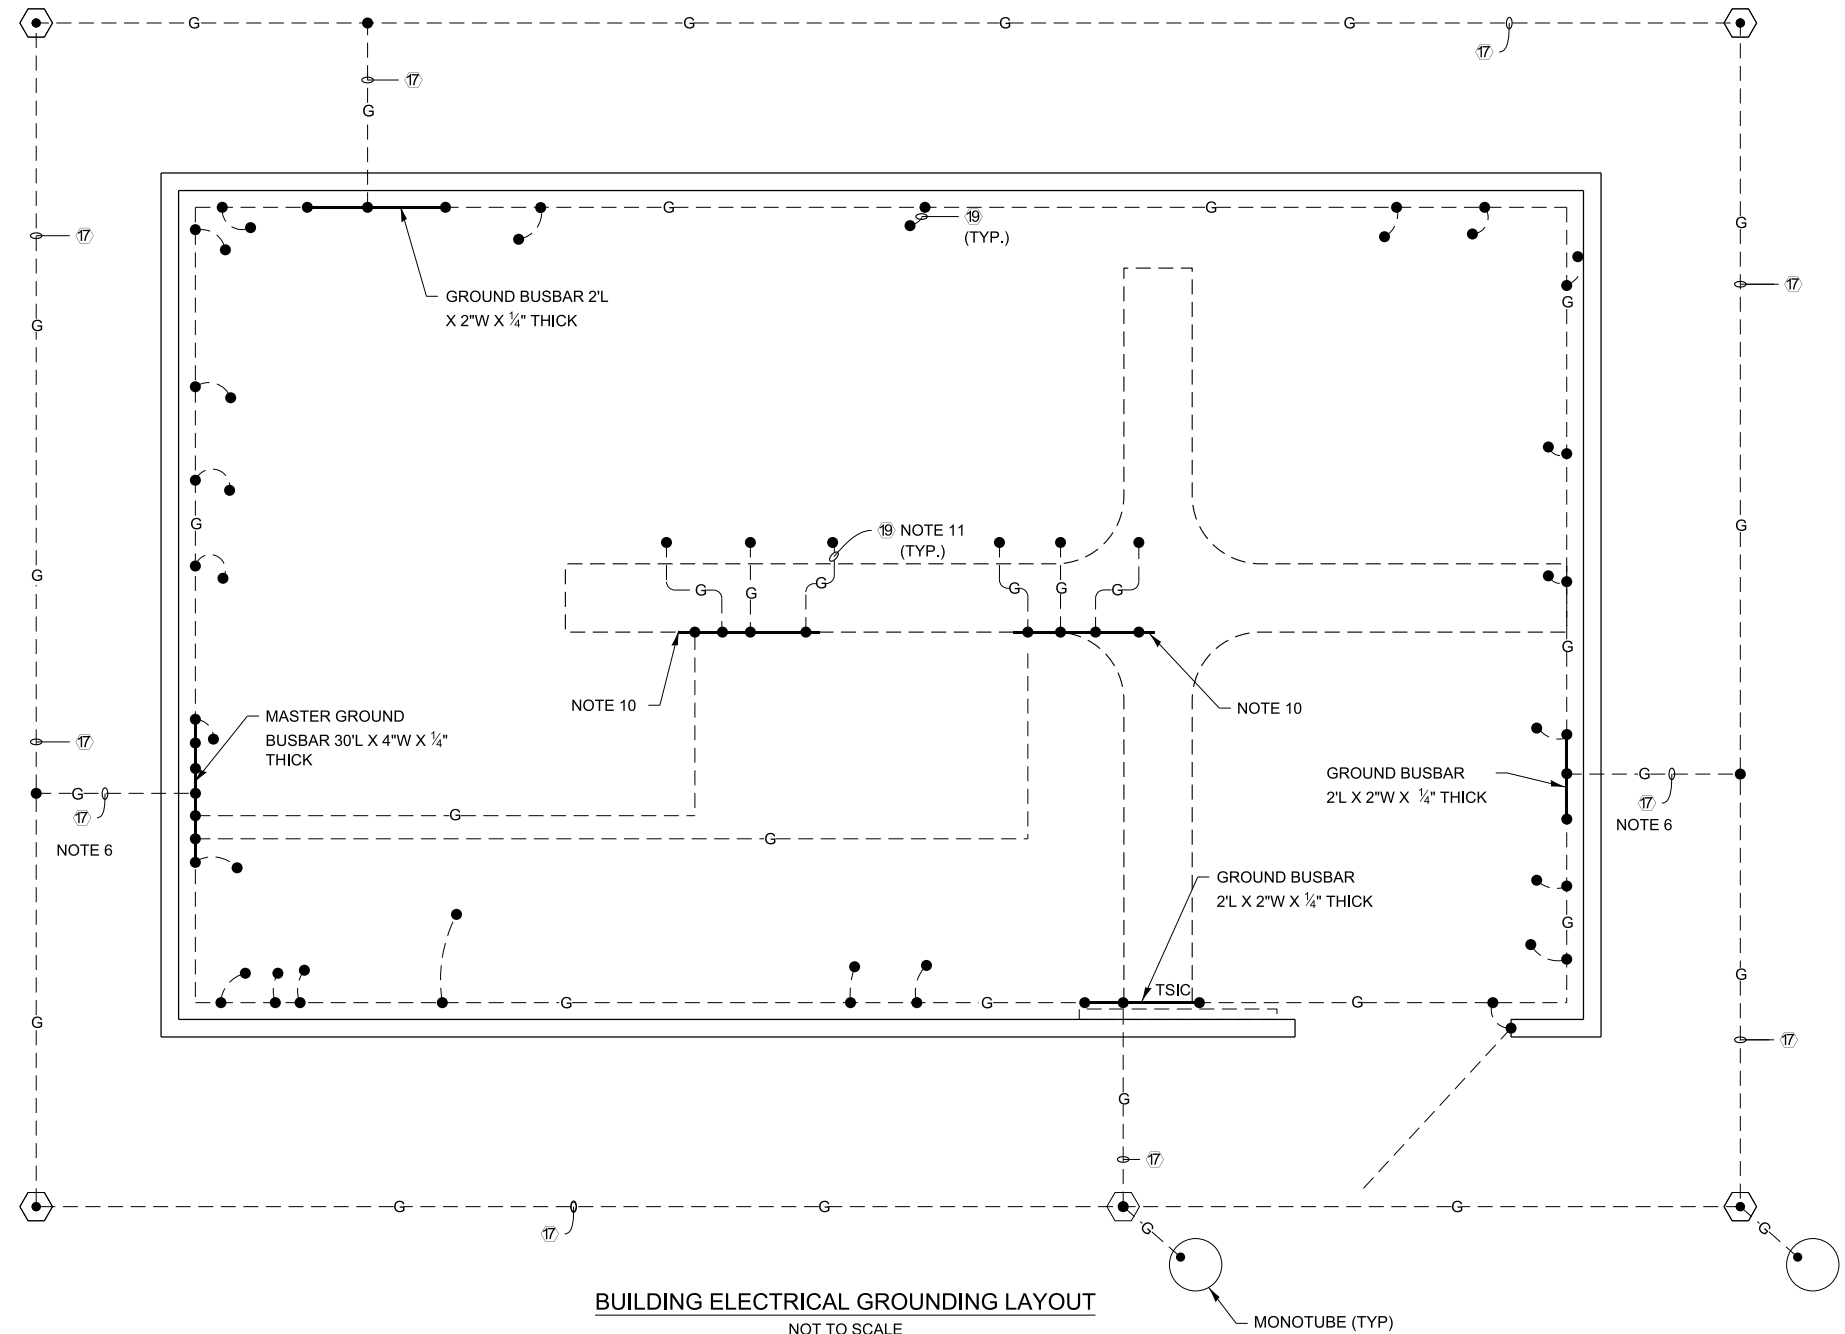 G G G G
17
17
G
17
G
19
(TYP.)
G
G
17
GROUND BUSBAR 2'L
X 2"W X ¼" THICK
G
17
G
G
G
19 NOTE 11
(TYP.)
G
G G G G G G
G
NOTE 10
NOTE 10
G
MASTER GROUND
BUSBAR 30'L X 4"W X ¼"
THICK
17
G
17
NOTE 6
GROUND BUSBAR
2'L X 2"W X ¼" THICK
G
17
NOTE 6
G
G
GROUND BUSBAR
2'L X 2"W X ¼" THICK
G
G
TSIC
G G G
G
17
G
17
G G G
17
G
G
BUILDING ELECTRICAL GROUNDING LAYOUT
NOT TO SCALE
MONOTUBE (TYP)